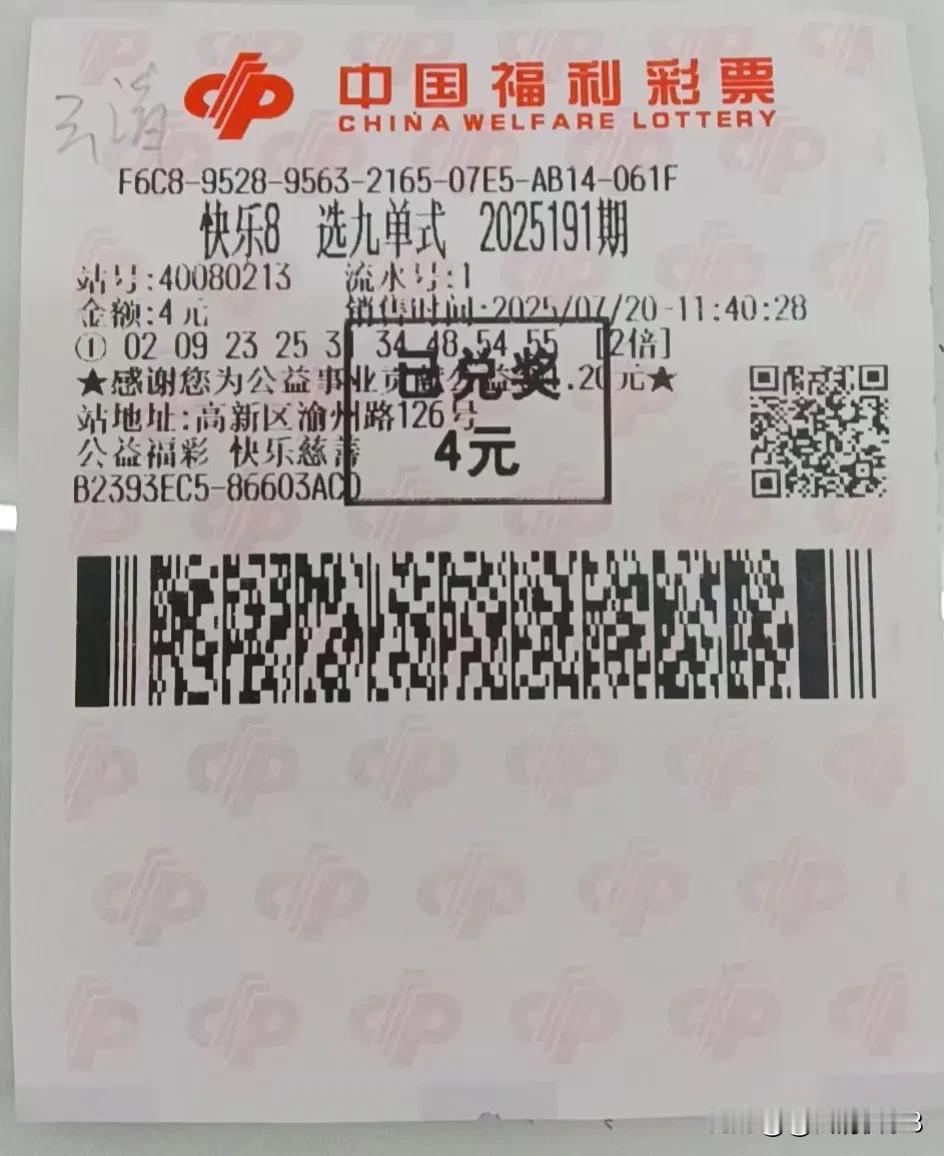 中国福利彩票
CHINA WELFARE LOTTERY
F6C8-9528-9563-2165-07E5-AB14-061F
快乐8 选九单式 2025191期
站号:40080213 流水号:1
金额:4元 销售时间:2025/07/20-11:40:28
① 02 09 23 25 3 34 48 54 55 [2倍]
★感谢您为公益事业贡献公益金1.20元★
站地址:高新区渝州路126号
公益福彩 快乐慈善
B2393EC5-86603ACD
已兑奖
4元